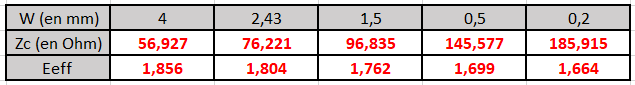 W (en mm) 4 2,43 1,5 0,5 0,2
Zc (en Ohm) 56,927 76,221 96,835 145,577 185,915
Eeff 1,856 1,804 1,762 1,699 1,664